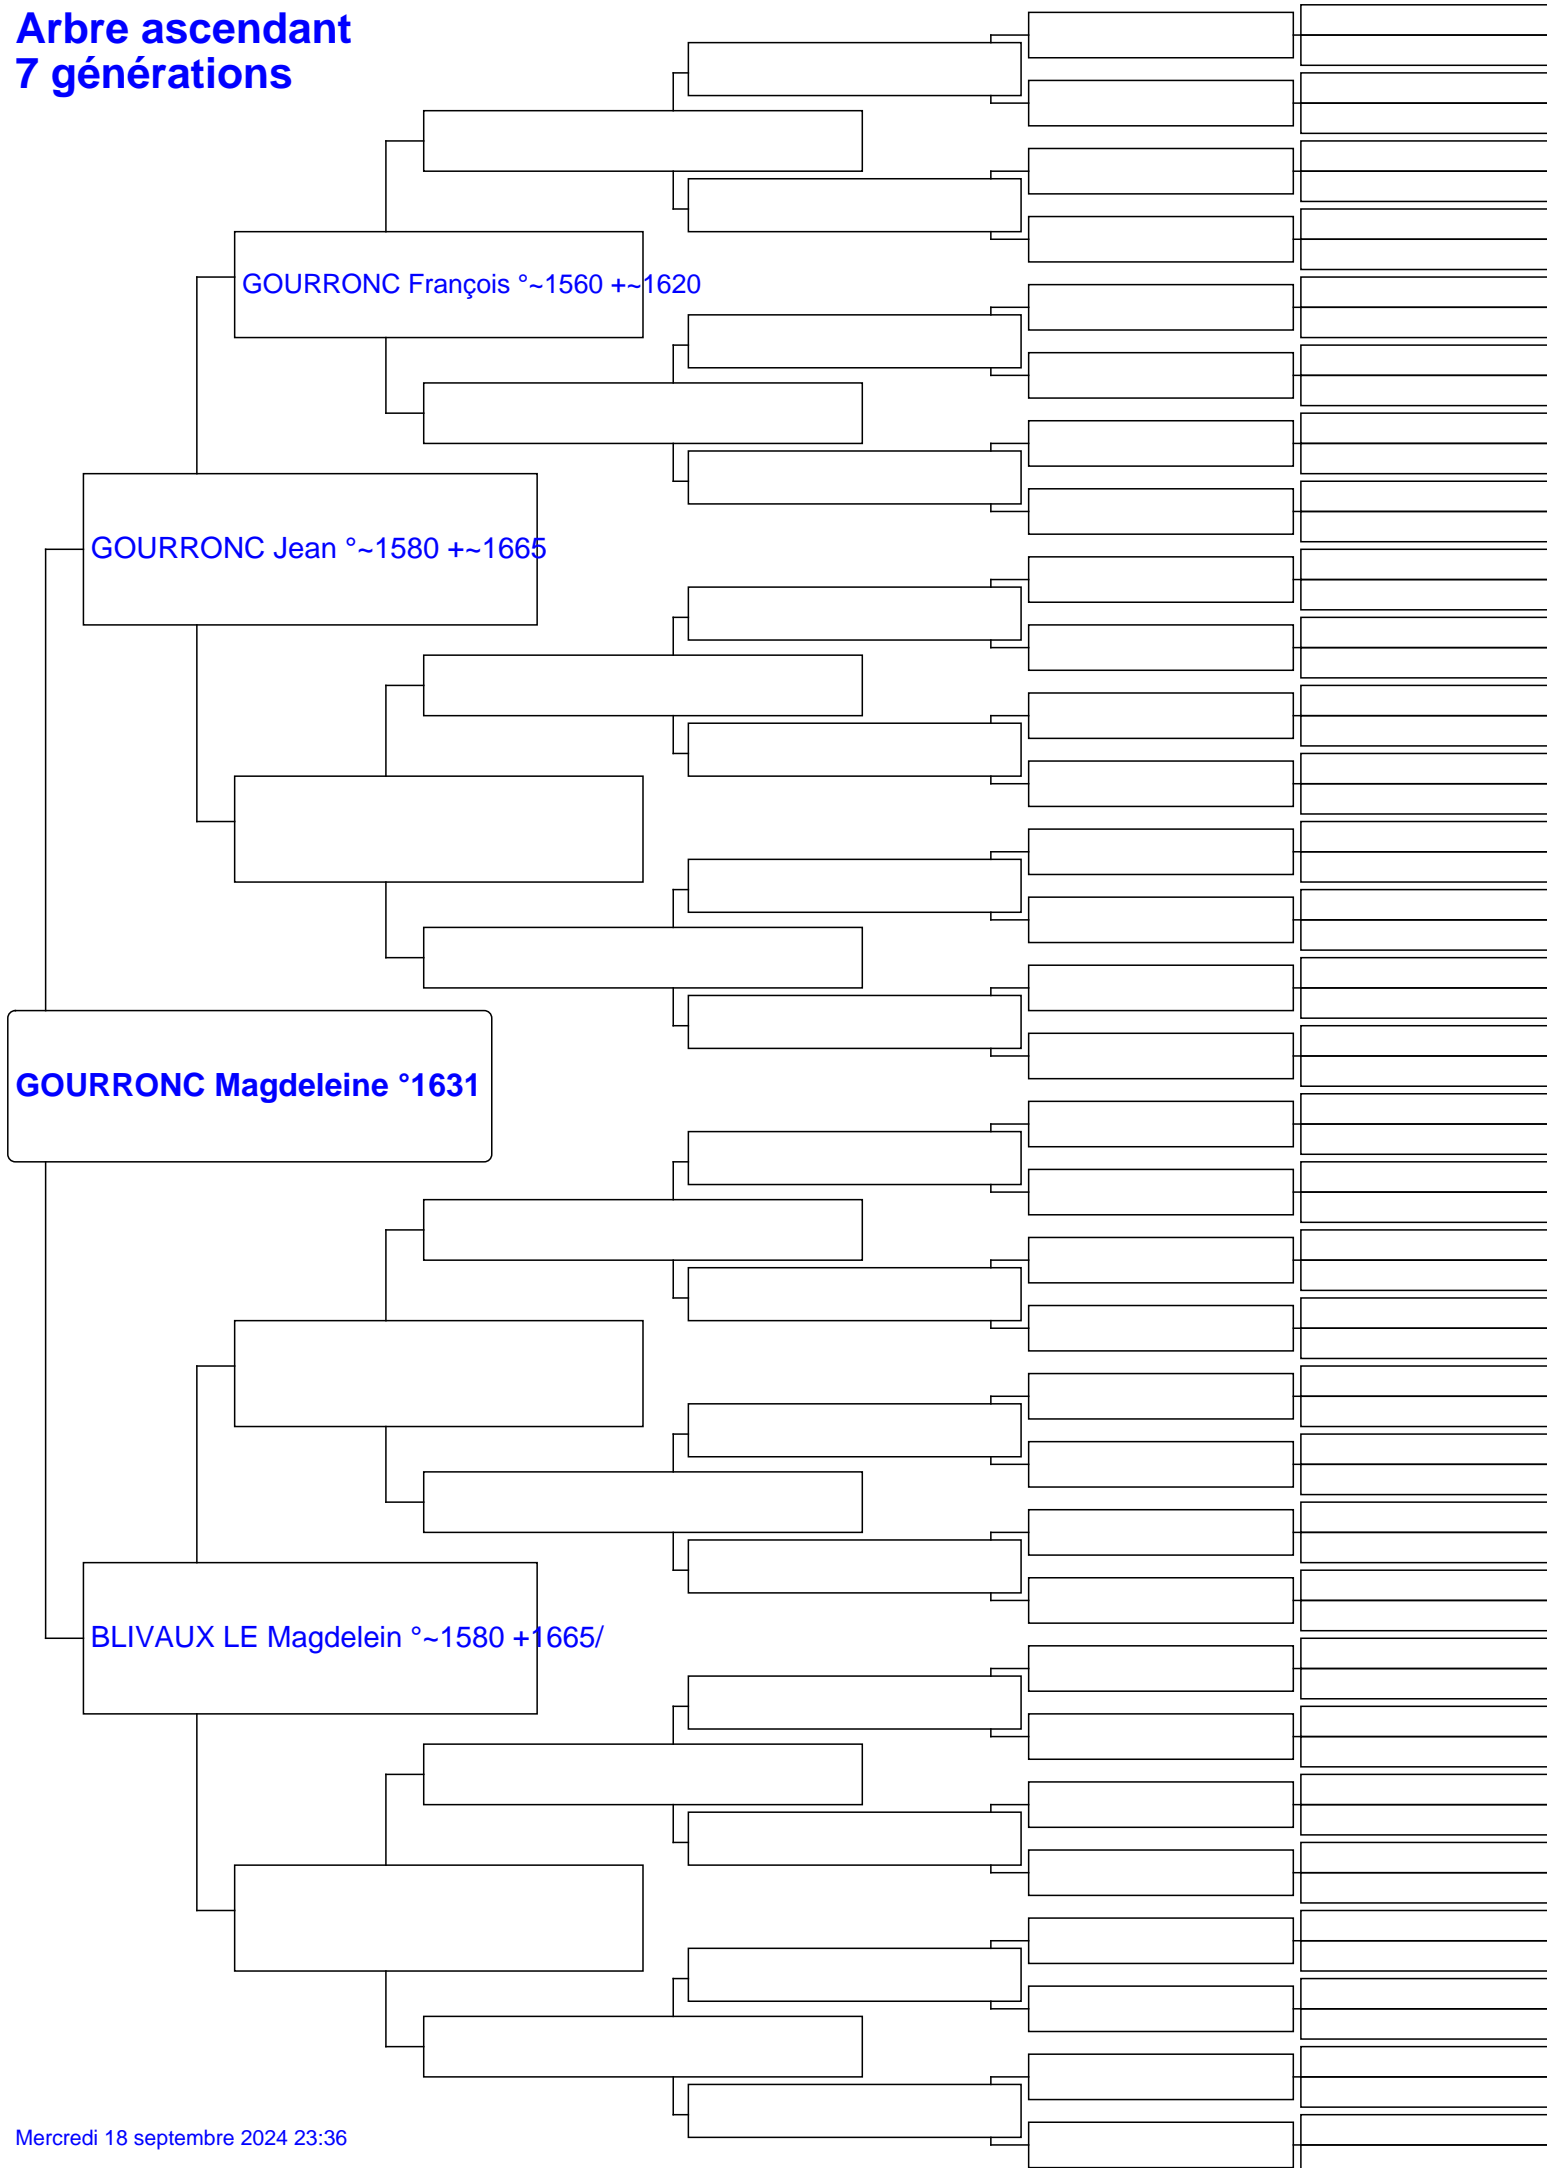 Arbre ascendant
7 générations
GOURRONC François °~1560 +~1620
GOURRONC Jean °~1580 +~1665
GOURRONC Magdeleine °1631
BLIVAUX LE Magdelein °~1580 +1665/
Mercredi 18 septembre 2024 23:36